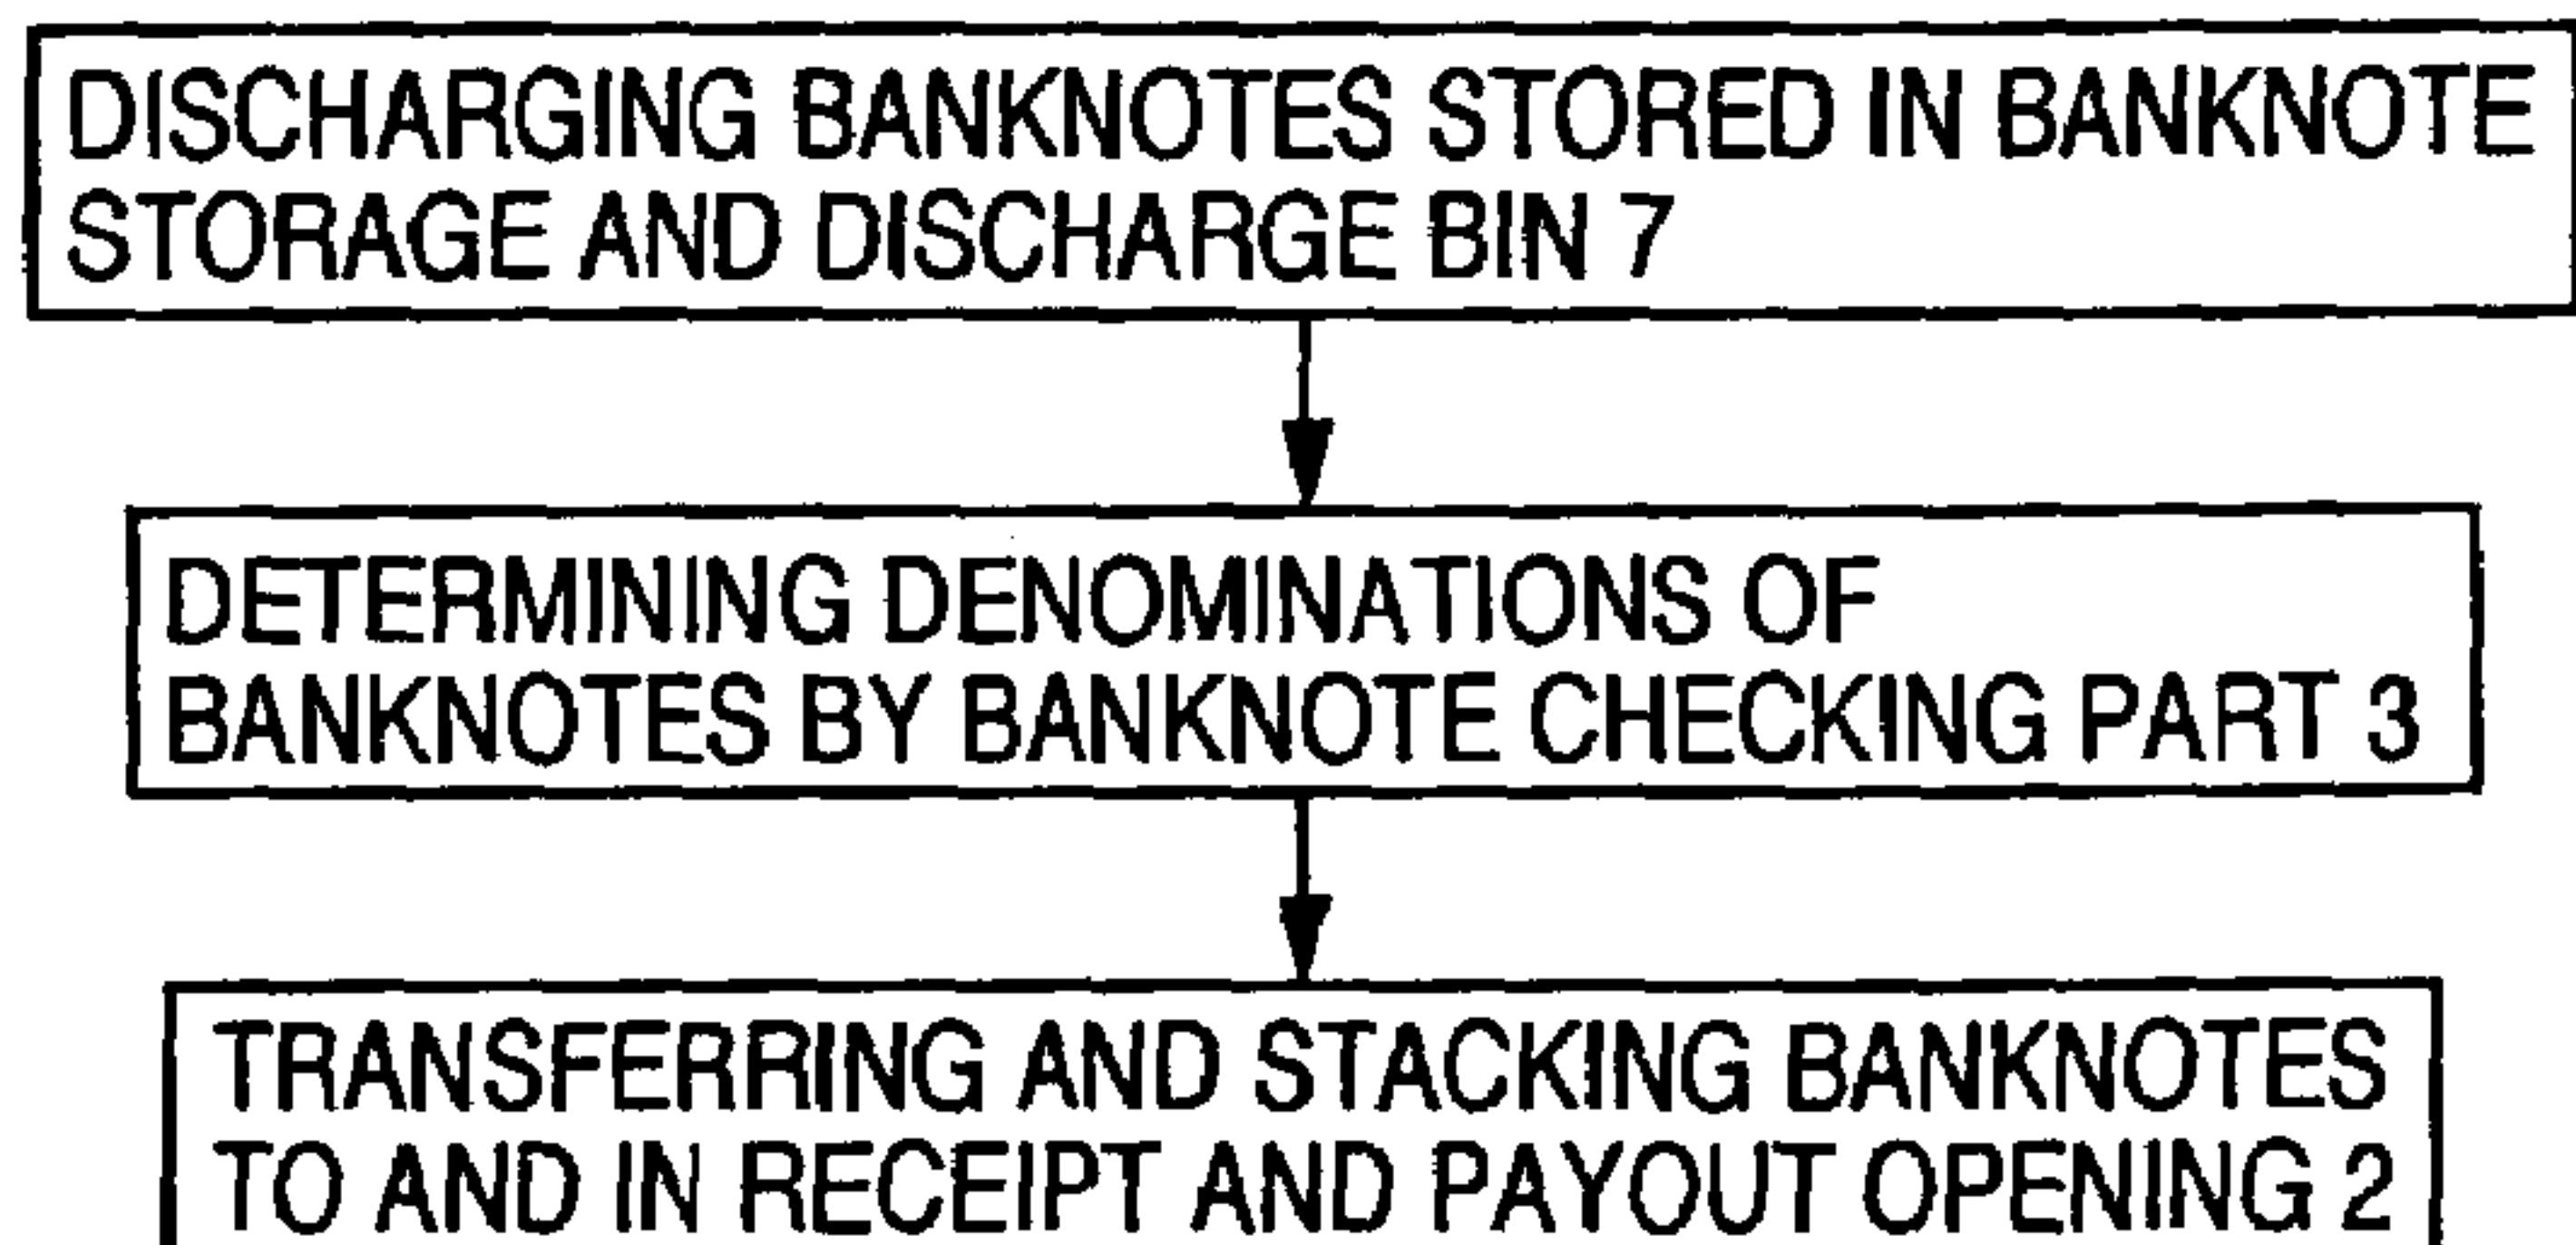 DISCHARGING BANKNOTES STORED IN BANKNOTE
STORAGE AND DISCHARGE BIN 7
DETERMINING DENOMINATIONS OF
BANKNOTES BY BANKNOTE CHECKING PART 3
TRANSFERRING AND STACKING BANKNOTES
TO AND IN RECEIPT AND PAYOUT OPENING 2